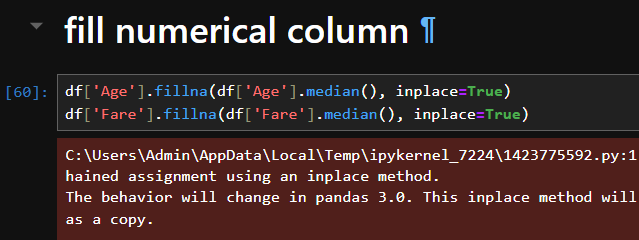 fill numerical column ¶
[60]: df['Age'].fillna(df['Age'].median(), inplace=True)
df['Fare'].fillna(df['Fare'].median(), inplace=True)
C:\Users\Admin\AppData\Local\Temp\ipykernel_7224\1423775592.py:1
hained assignment using an inplace method.
The behavior will change in pandas 3.0. This inplace method will
as a copy.